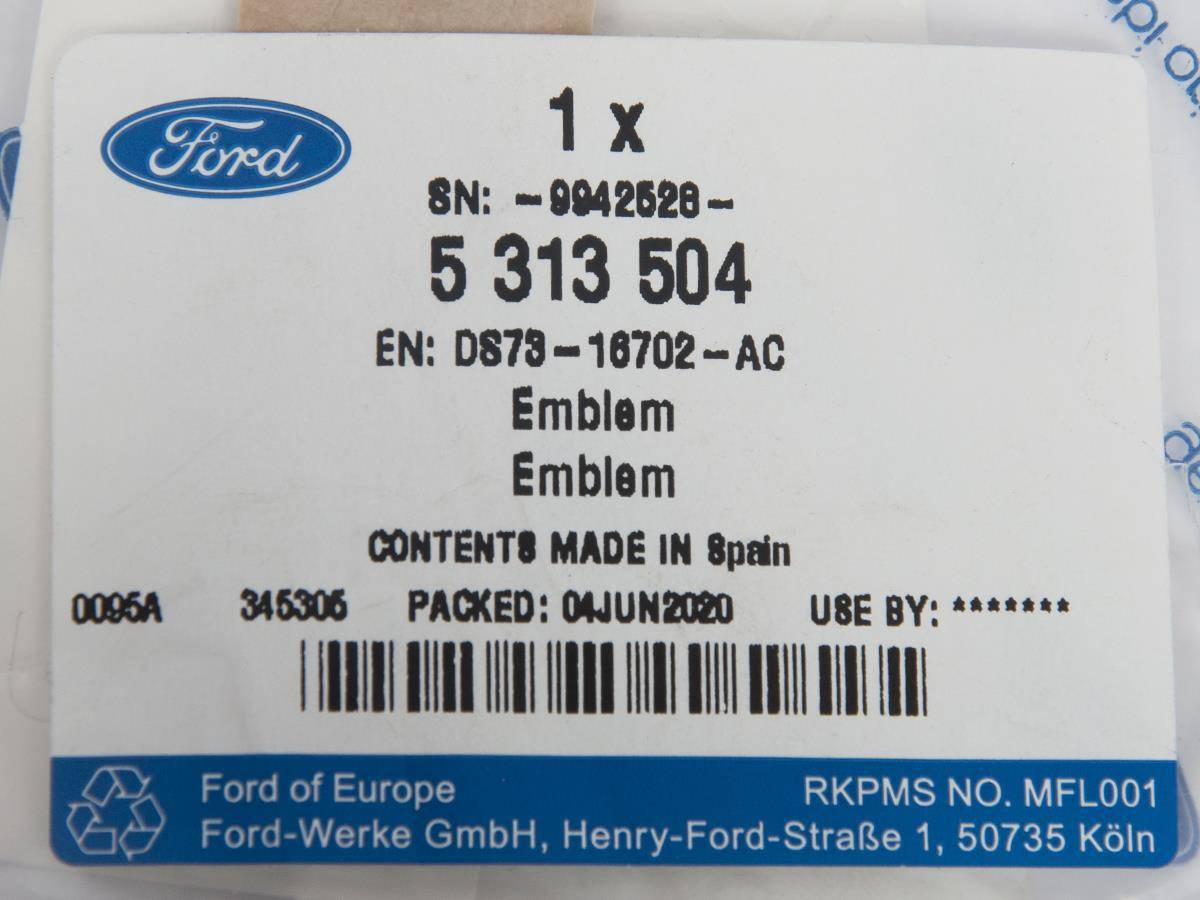 Ford
1 x
SN: -9942528-
5 313 504
EN: DS73-16702-AC
Emblem
Emblem
CONTENTS MADE IN Spain
0095A 345305 PACKED: 04JUN2020 USE BY: *******
Ford of Europe RKPMS NO. MFL001
Ford-Werke GmbH, Henry-Ford-Straße 1, 50735 Köln